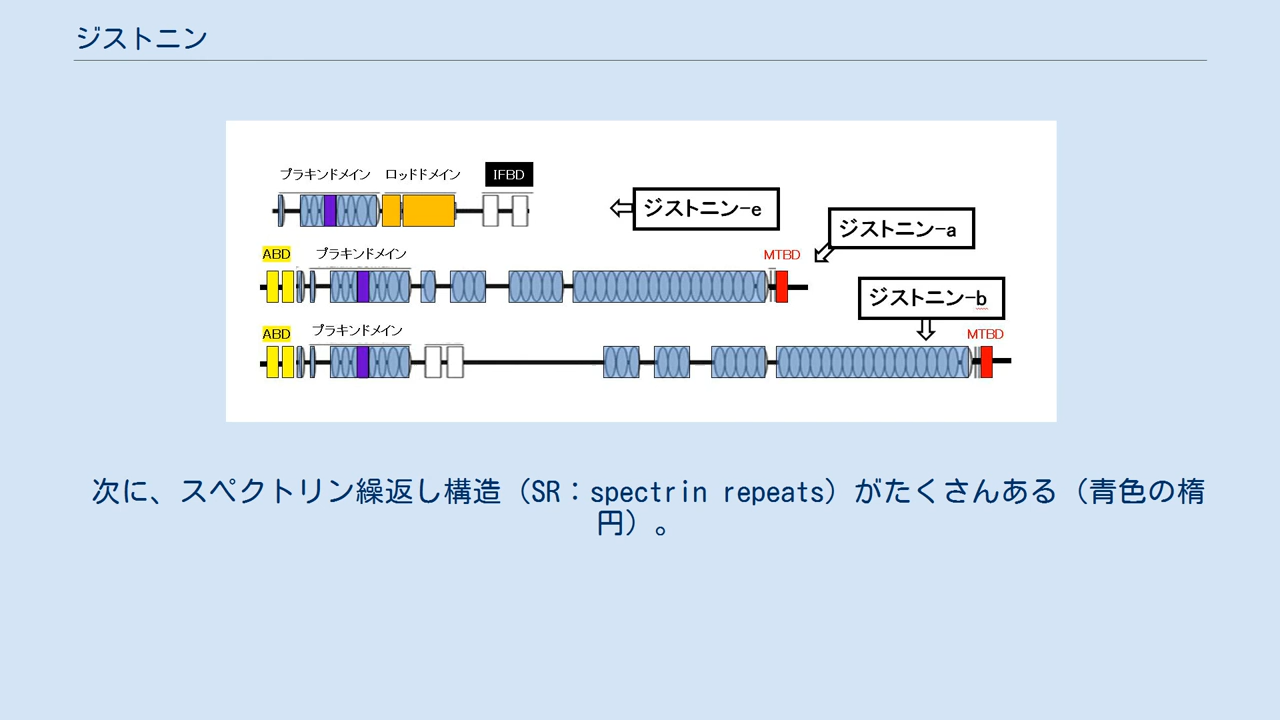 ジストニン
プラキンドメイン ロッドドメイン IFBD
ジストニン-e
ジストニン-a
ABD プラキンドメイン MTBD
ジストニン-b
ABD プラキンドメイン MTBD
次に、スペクトリン繰返し構造（SR：spectrin repeats）がたくさんある（青色の楕
円）。